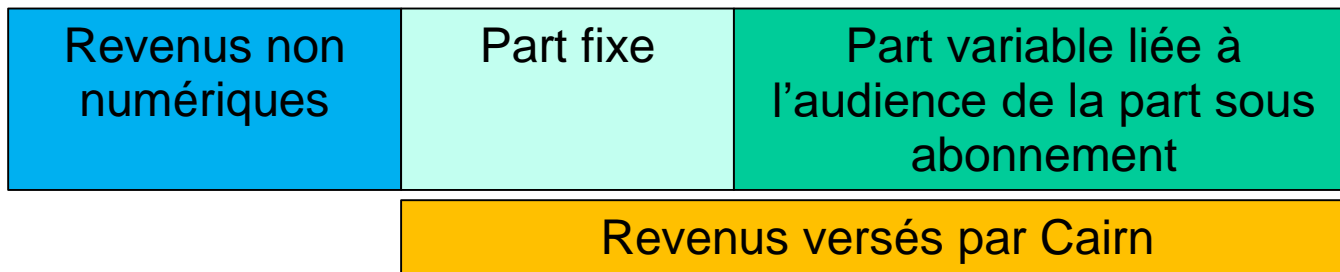 Revenus non
numériques
Part fixe
Part variable liée à
l’audience de la part sous
abonnement
Revenus versés par Cairn